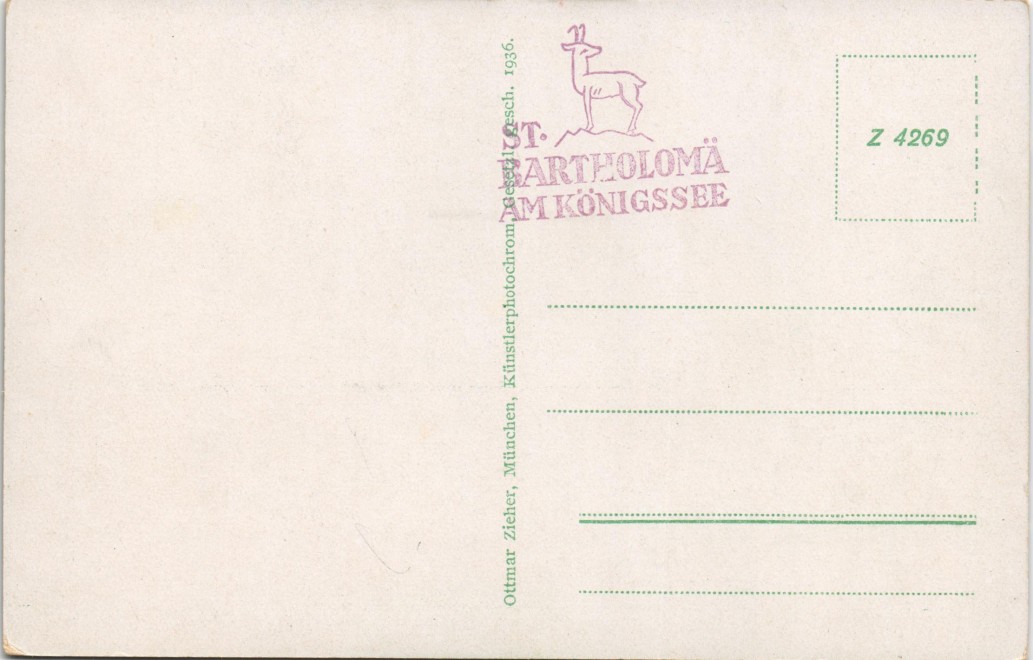 ST.
BARTHOLOMÄ
AM KÖNIGSSEE
Z 4269
Ottmar Zieher, München, Künstlerphotochrom, Gesetzl. Gesch. 1936.